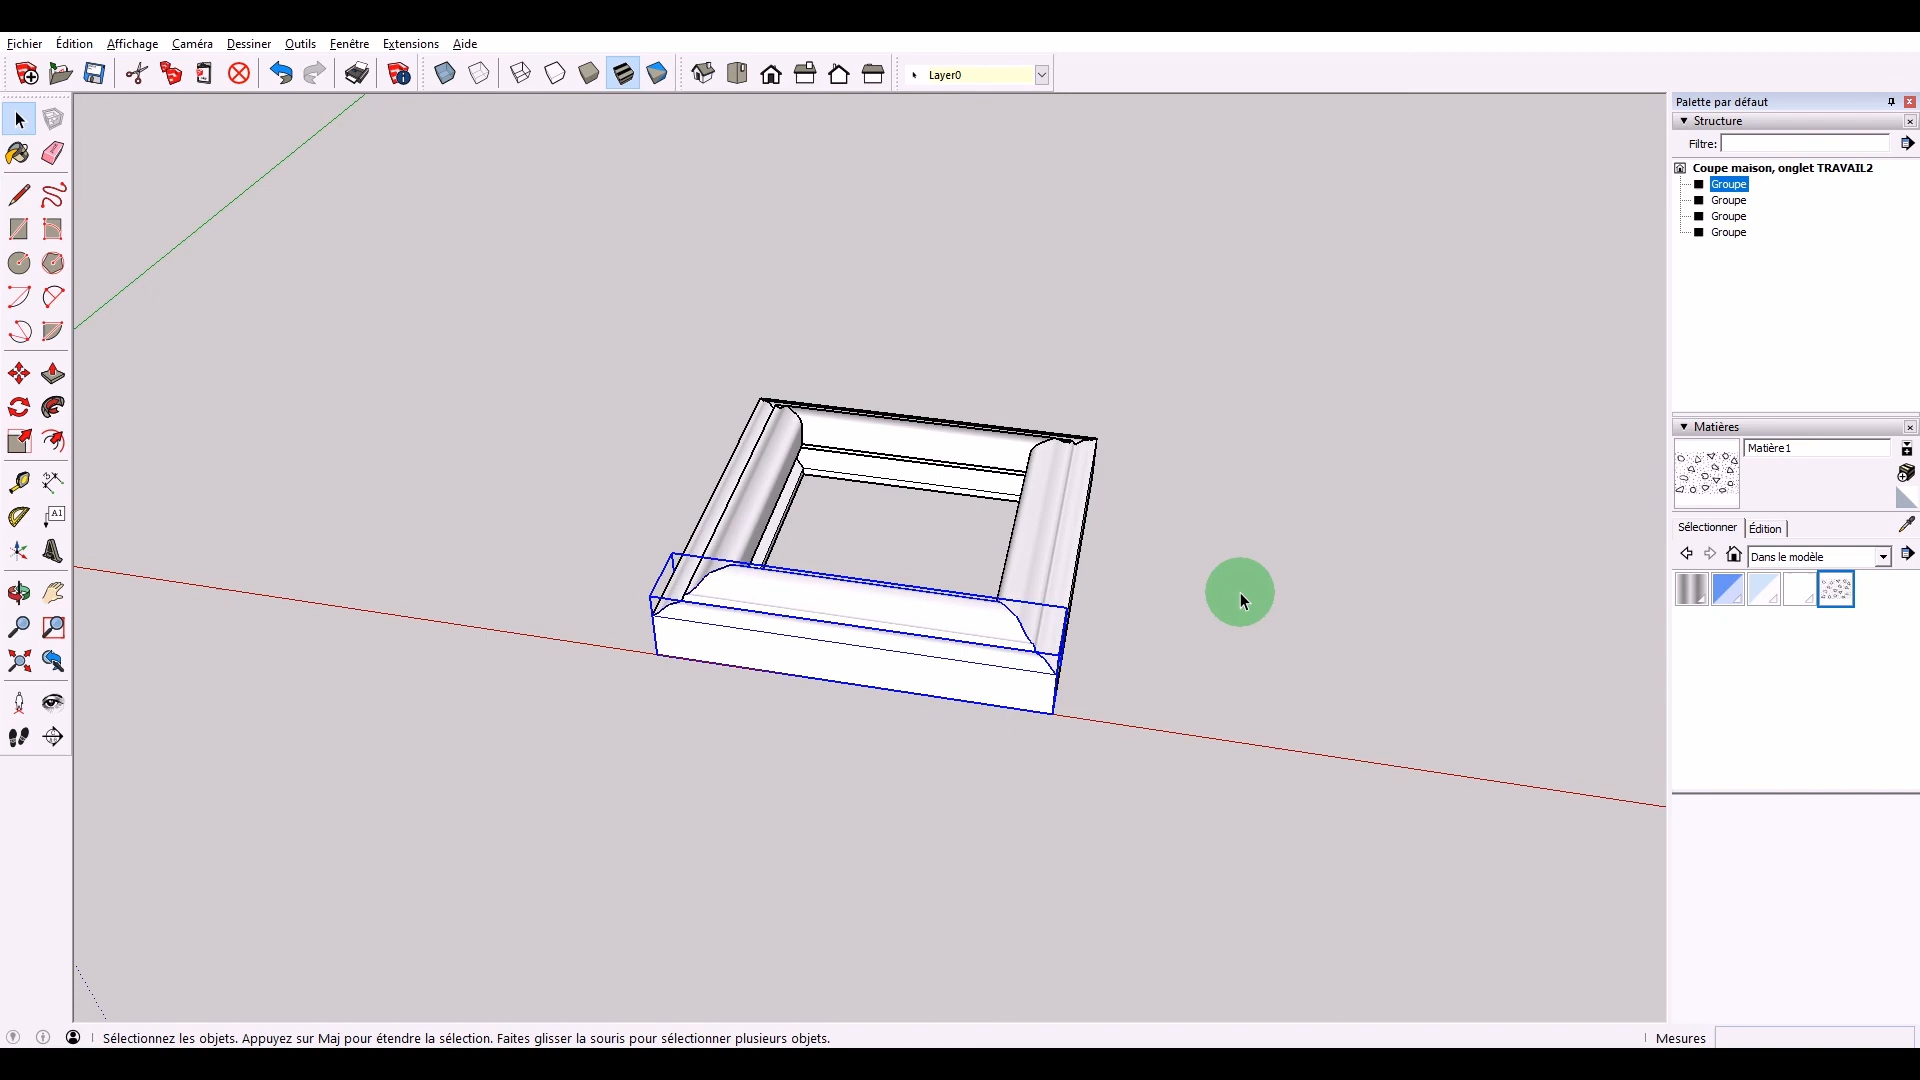 Fichier Édition Affichage Caméra Dessiner Outils Fenêtre Extensions Aide
Layer0
Palette par défaut
Structure
Filtre:
Coupe maison, onglet TRAVAIL2
Groupe
Groupe
Groupe
Groupe
Matières
Matière1
Sélectionner Édition
Dans le modèle
A1
Sélectionnez les objets. Appuyez sur Maj pour étendre la sélection. Faites glisser la souris pour sélectionner plusieurs objets.
Mesures